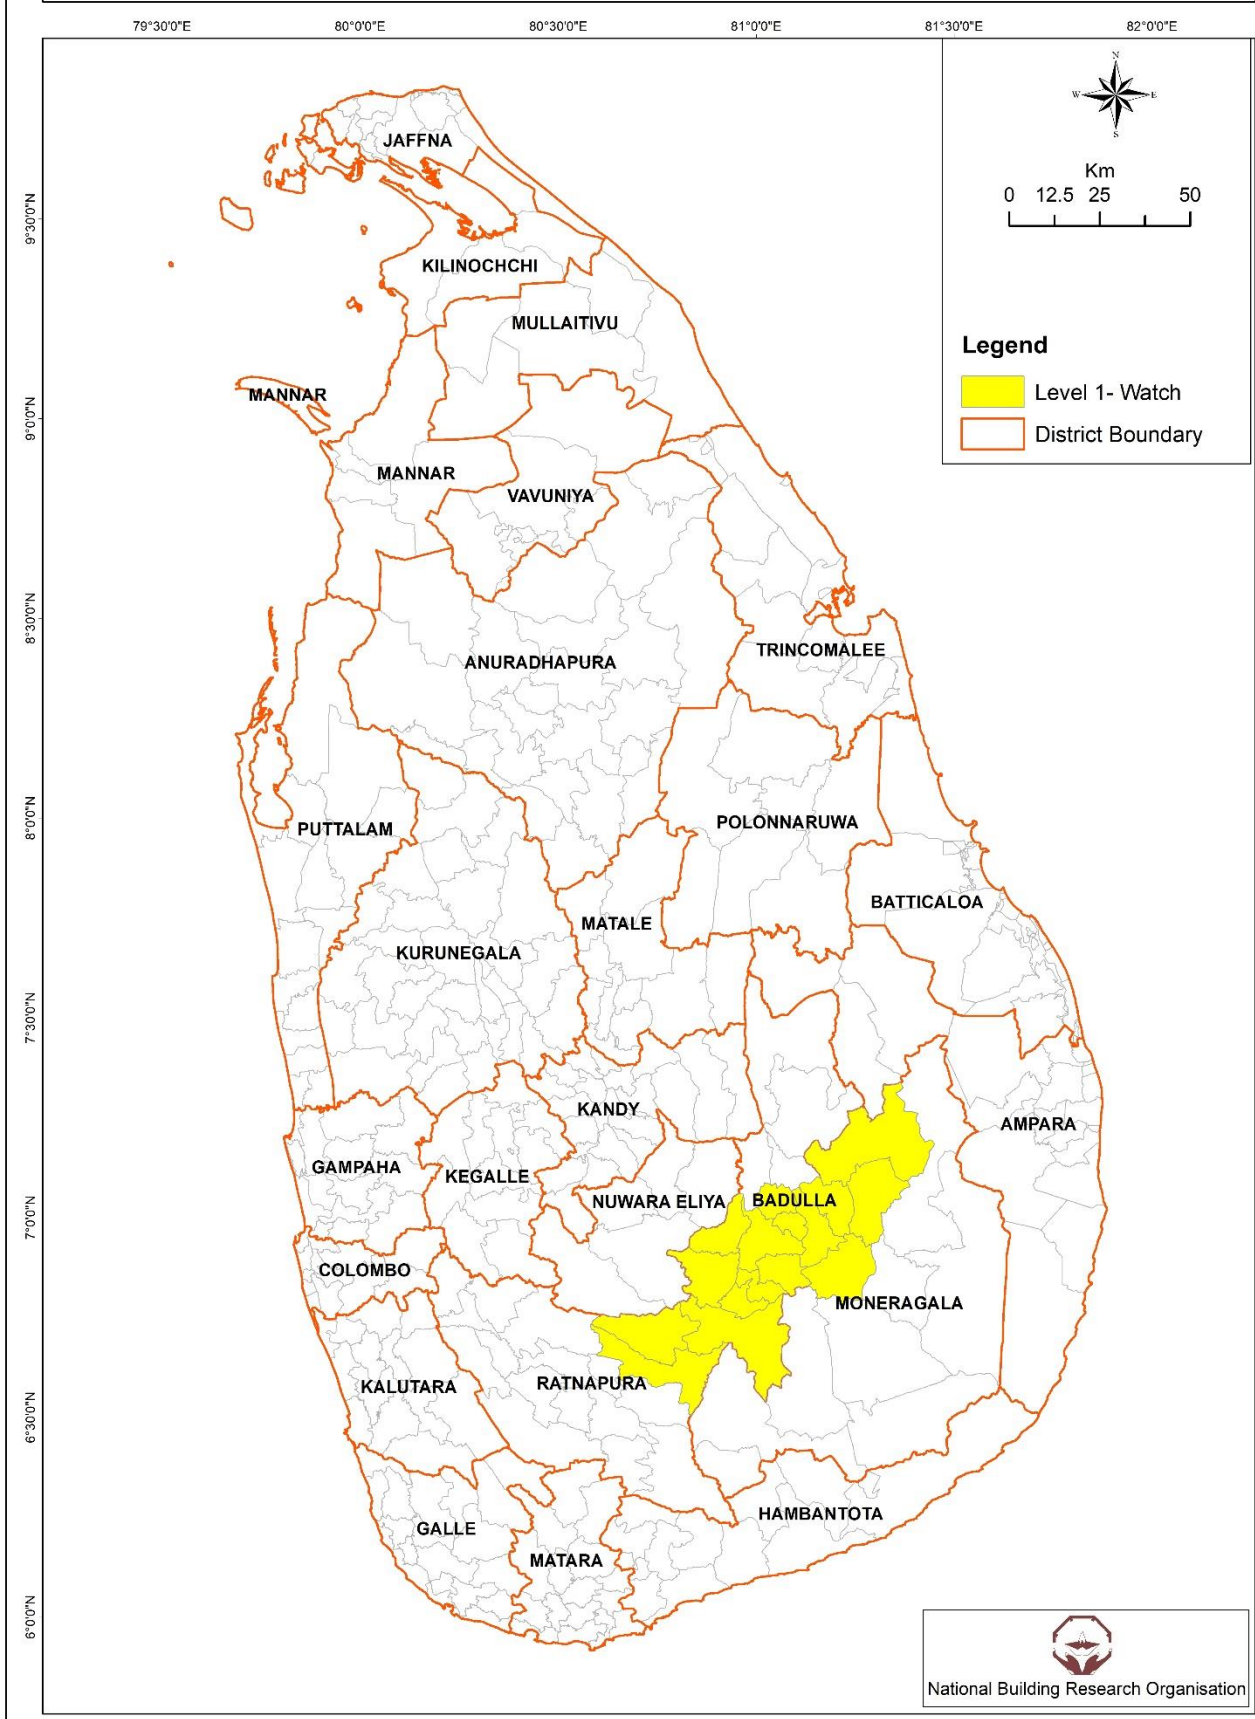 79°30'0"E 80°0'0"E 80°30'0"E 81°0'0"E 81°30'0"E 82°0'0"E
N
W E
S
Km
0 12.5 25 50
Legend
Level 1- Watch
District Boundary
9°30'0"N
9°0'0"N
8°30'0"N
8°0'0"N
7°30'0"N
7°0'0"N
6°30'0"N
6°0'0"N
JAFFNA
KILINOCHCHI
MULLAITIVU
MANNAR
MANNAR
VAVUNIYA
TRINCOMALEE
ANURADHAPURA
POLONNARUWA
PUTTALAM
BATTICALOA
MATALE
KURUNEGALA
KANDY
AMPARA
GAMPAHA
KEGALLE
NUWARA ELIYA
BADULLA
COLOMBO
MONERAGALA
RATNAPURA
KALUTARA
HAMBANTOTA
GALLE
MATARA
National Building Research Organisation